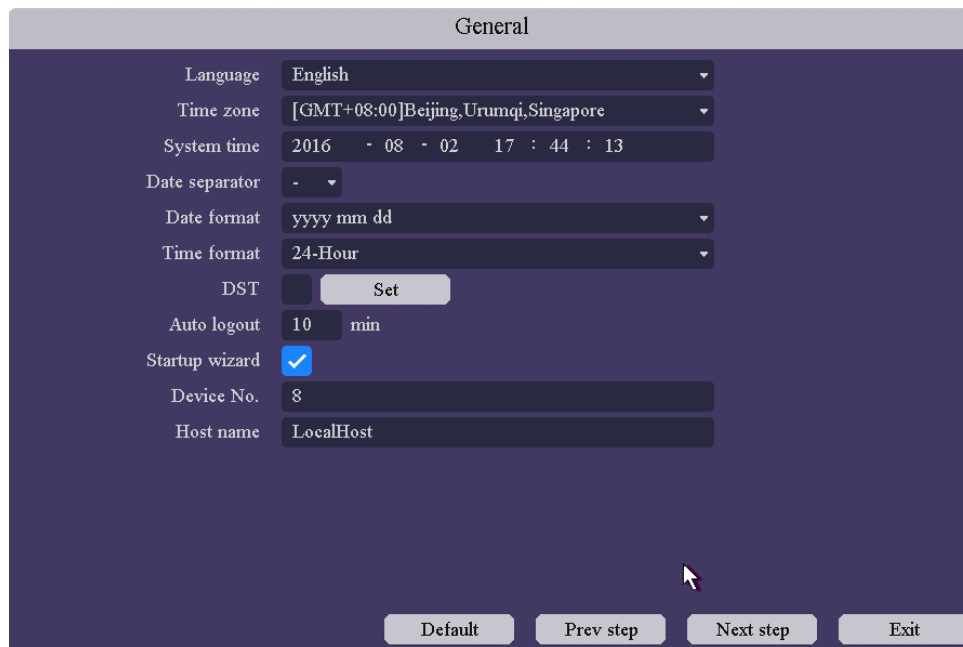 General
Language English
Time zone [GMT+08:00]Beijing,Urumqi,Singapore
System time 2016 - 08 - 02 17 : 44 : 13
Date separator -
Date format yyyy mm dd
Time format 24-Hour
DST Set
Auto logout 10 min
Startup wizard
Device No. 8
Host name LocalHost
Default Prev step Next step Exit